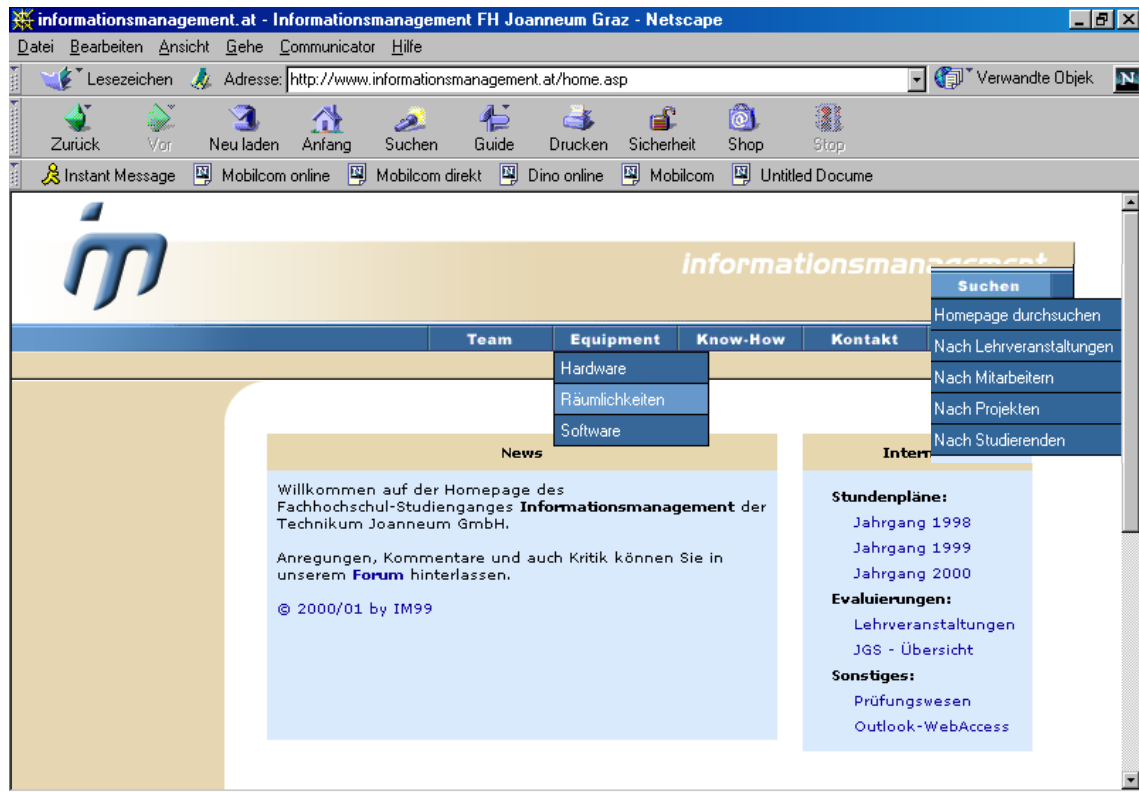 informationsmanagement.at - Informationsmanagement FH Joanneum Graz - Netscape
Datei Bearbeiten Ansicht Gehe Communicator Hilfe
Lesezeichen Adresse: http://www.informationsmanagement.at/home.asp Verwandte Objek N
Zurück Vor Neu laden Anfang Suchen Guide Drucken Sicherheit Shop Stop
Instant Message Mobilcom online Mobilcom direkt Dino online Mobilcom Untitled Docume
im
informationsmanagement
Suchen
Homepage durchsuchen
Nach Lehrveranstaltungen
Nach Mitarbeitern
Nach Projekten
Nach Studierenden
Team Equipment Know-How Kontakt
Hardware
Räumlichkeiten
Software
News
Willkommen auf der Homepage des
Fachhochschul-Studienganges Informationsmanagement der
Technikum Joanneum GmbH.
Anregungen, Kommentare und auch Kritik können Sie in
unserem Forum hinterlassen.
© 2000/01 by IM99
Intern
Stundenpläne:
Jahrgang 1998
Jahrgang 1999
Jahrgang 2000
Evaluierungen:
Lehrveranstaltungen
JGS - Übersicht
Sonstiges:
Prüfungswesen
Outlook-WebAccess